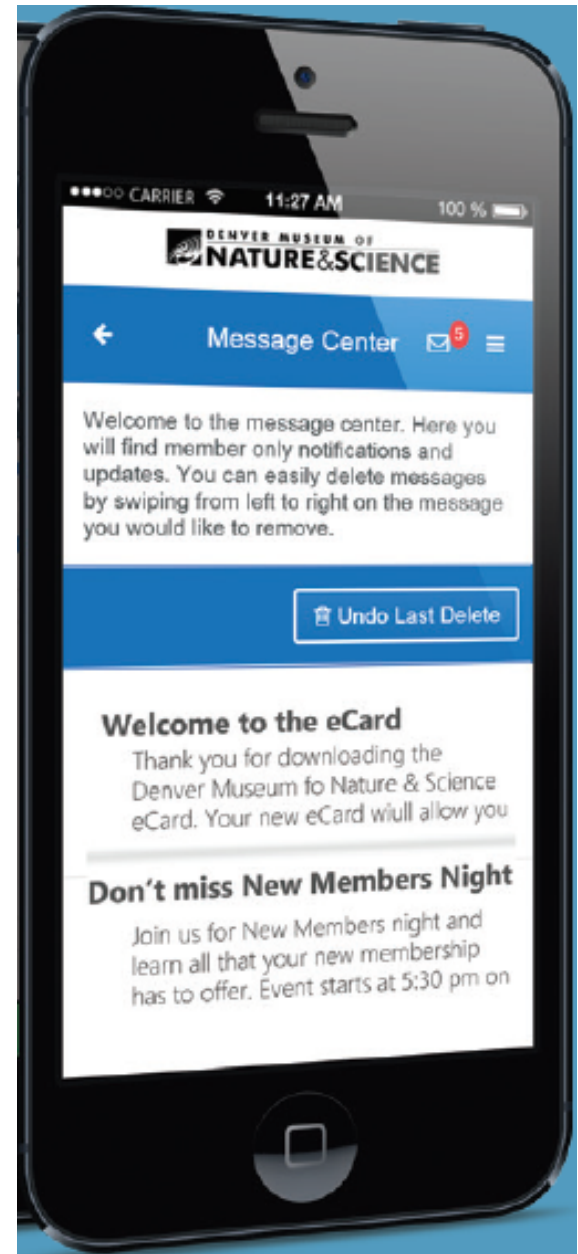 CARRIER 11:27 AM 100 %
DENVER MUSEUM OF
NATURE&SCIENCE
Message Center 5
Welcome to the message center. Here you
will find member only notifications and
updates. You can easily delete messages
by swiping from left to right on the message
you would like to remove.
Undo Last Delete
Welcome to the eCard
Thank you for downloading the
Denver Museum fo Nature & Science
eCard. Your new eCard wiull allow you
Don't miss New Members Night
Join us for New Members night and
learn all that your new membership
has to offer. Event starts at 5:30 pm on